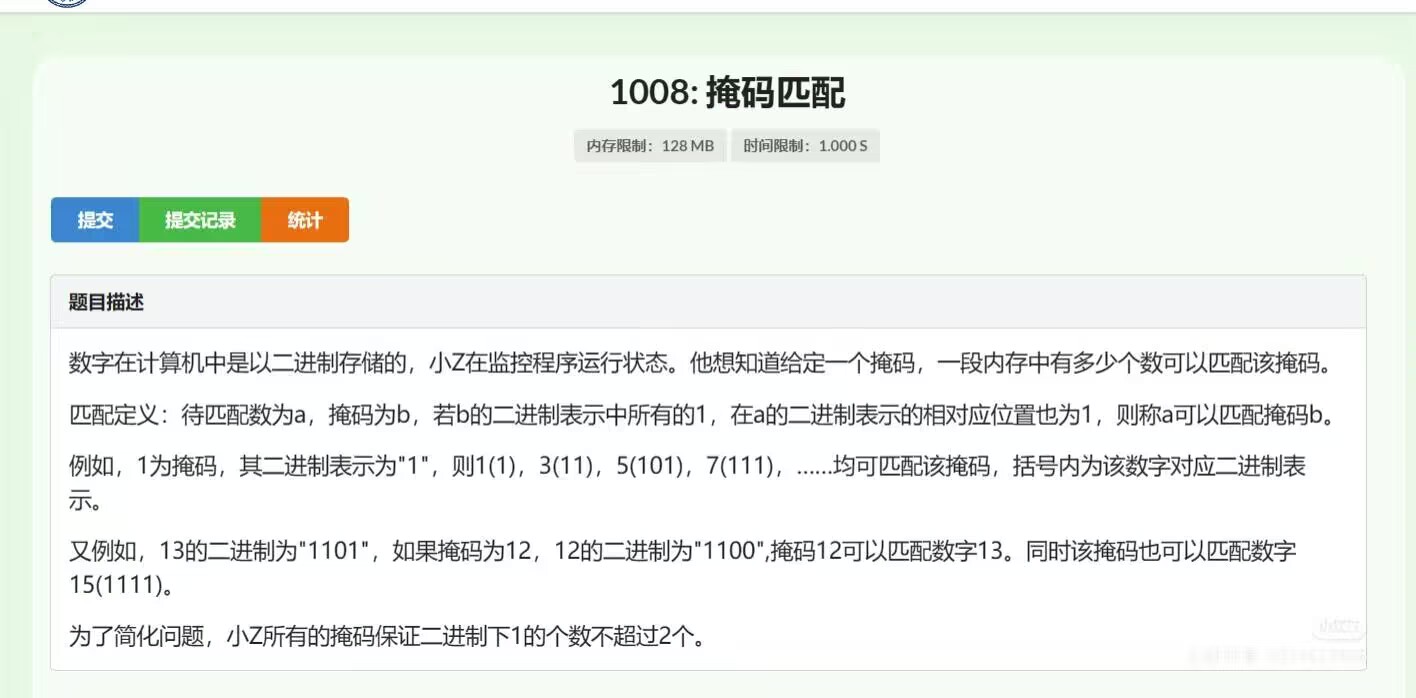 1008: 掩码匹配
内存限制：128 MB 时间限制：1.000 S
提交 提交记录 统计
题目描述
数字在计算机中是以二进制存储的，小Z在监控程序运行状态。他想知道给定一个掩码，一段内存中有多少个数可以匹配该掩码。
匹配定义：待匹配数为a，掩码为b，若b的二进制表示中所有的1，在a的二进制表示的相对应位置也为1，则称a可以匹配掩码b。
例如，1为掩码，其二进制表示为"1"，则1(1)，3(11)，5(101)，7(111)，......均可匹配该掩码，括号内为该数字对应二进制表
示。
又例如，13的二进制为"1101"，如果掩码为12，12的二进制为"1100",掩码12可以匹配数字13。同时该掩码也可以匹配数字
15(1111)。
为了简化问题，小Z所有的掩码保证二进制下1的个数不超过2个。
小红书